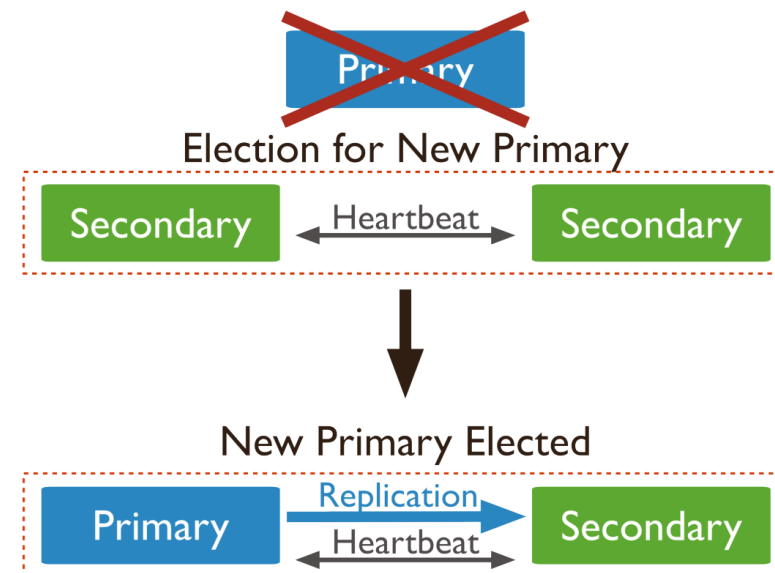 Primary
Election for New Primary
Secondary
Heartbeat
Secondary
New Primary Elected
Primary
Replication
Heartbeat
Secondary